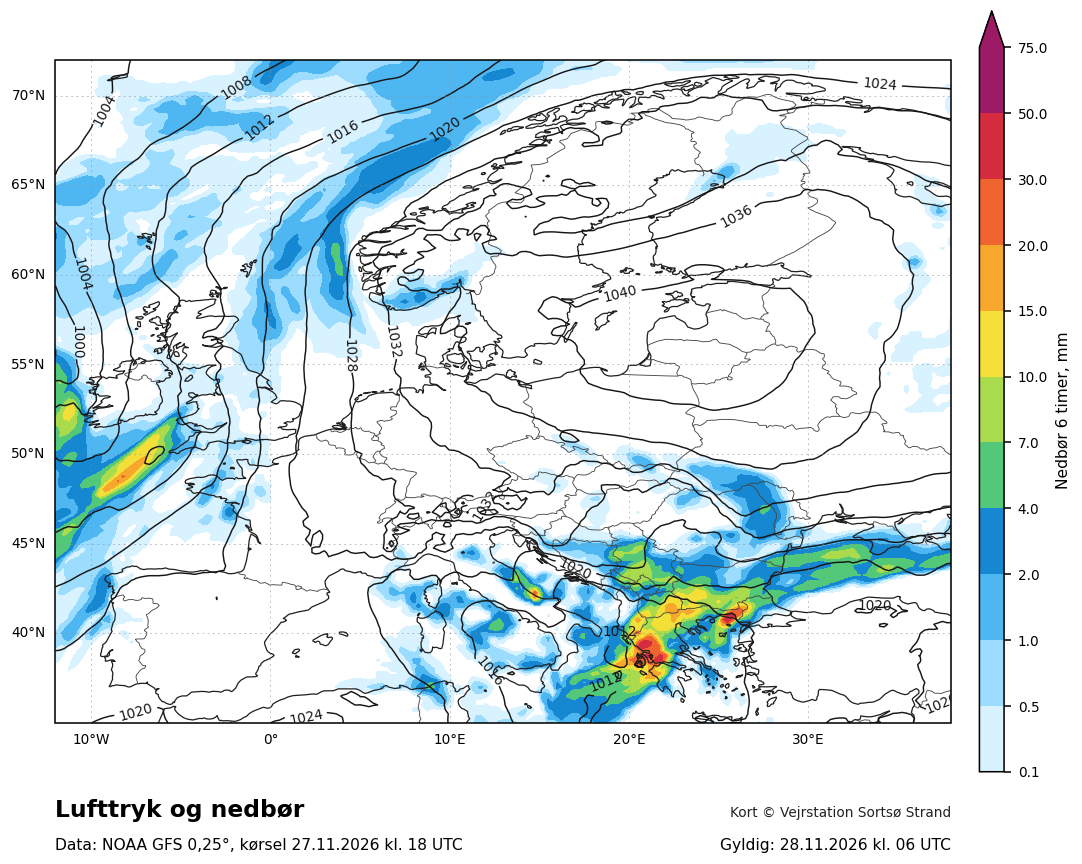 75.0
50.0
30.0
20.0
15.0
10.0
7.0
4.0
2.0
1.0
0.5
0.1
Nedbør 6 timer, mm
70°N
65°N
60°N
55°N
50°N
45°N
40°N
1004
1008
1012
1016
1020
1024
1036
1004
1040
1000
1028
1032
1020
1012
1020
1012
1016
1020
1024
10°W
0°
10°E
20°E
30°E
Lufttryk og nedbør
Kort © Vejrstation Sortsø Strand
Data: NOAA GFS 0,25°, kørsel 27.11.2026 kl. 18 UTC
Gyldig: 28.11.2026 kl. 06 UTC